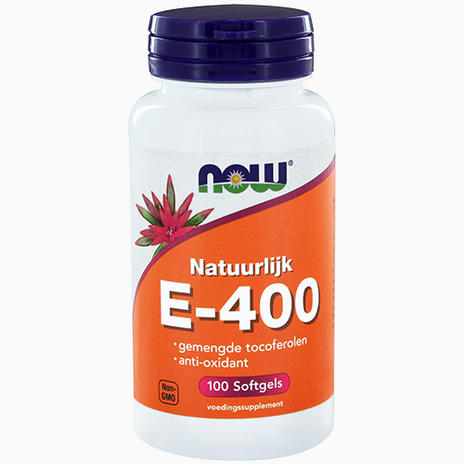 now®
Natuurlijk
E-400
• gemengde tocoferolen
• anti-oxidant
100 Softgels
Non-
GMO
voedingssupplement